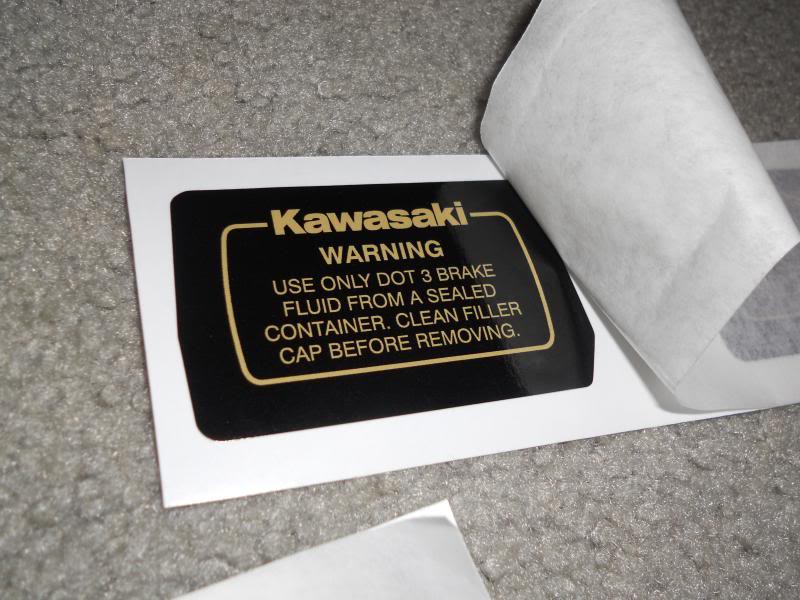 Kawasaki
WARNING
USE ONLY DOT 3 BRAKE
FLUID FROM A SEALED
CONTAINER. CLEAN FILLER
CAP BEFORE REMOVING.